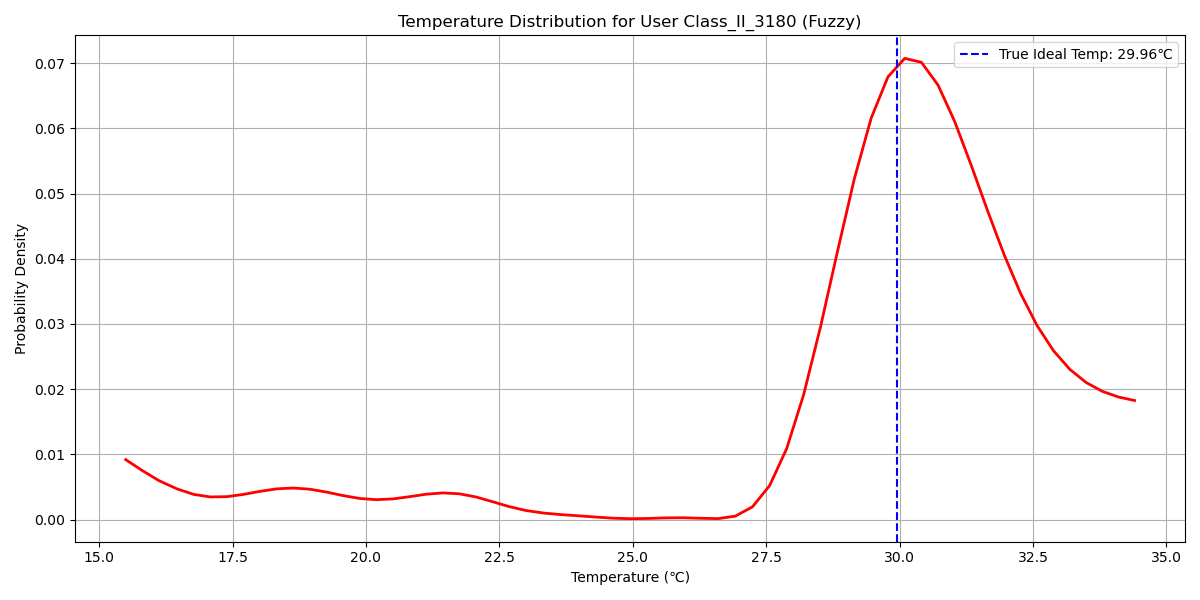 Temperature Distribution for User Class_II_3180 (Fuzzy)
True Ideal Temp: 29.96℃
Probability Density
0.07
0.06
0.05
0.04
0.03
0.02
0.01
0.00
15.0 17.5 20.0 22.5 25.0 27.5 30.0 32.5 35.0
Temperature (℃)